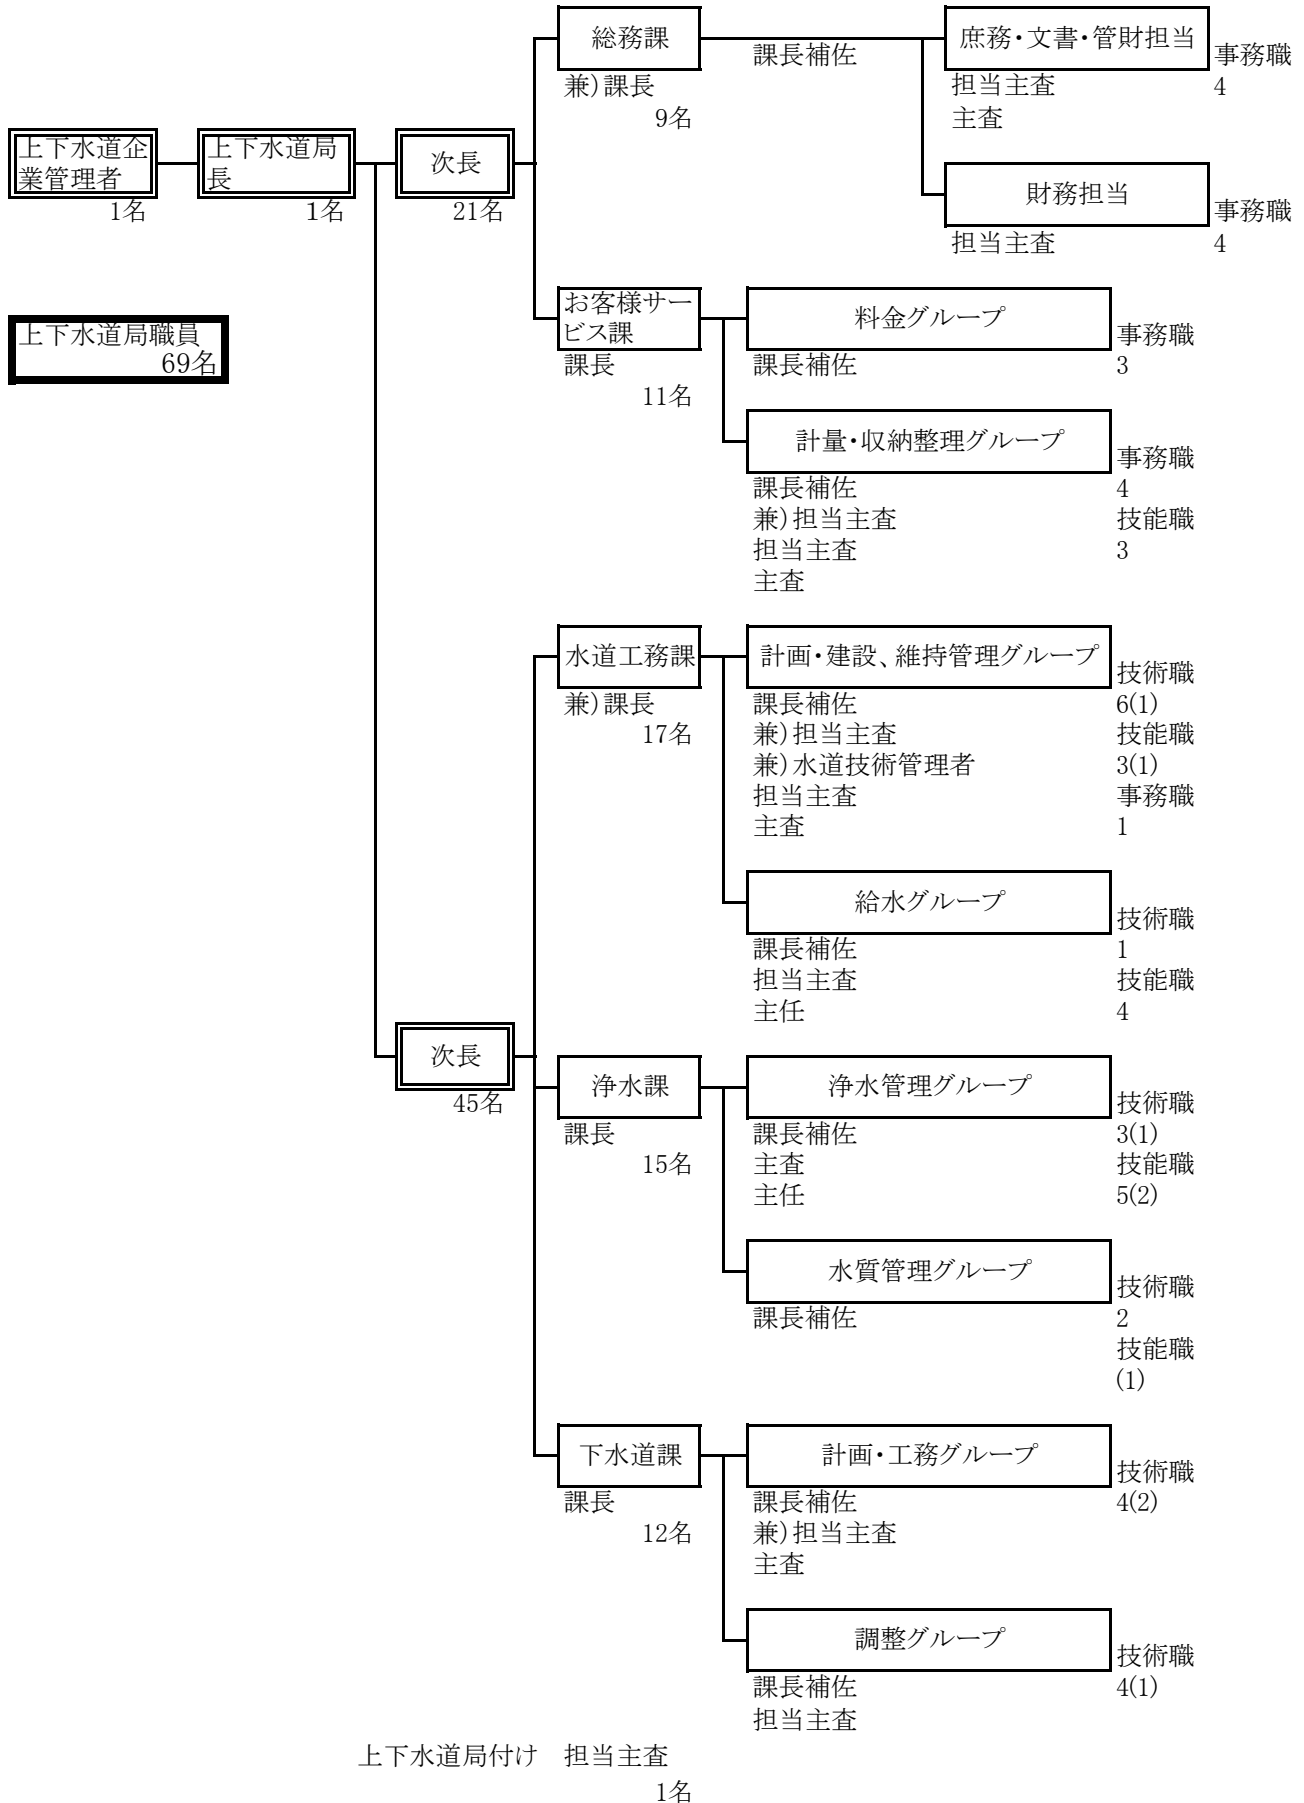 総務課
課長補佐
庶務・文書・管財担当
事務職
兼)課長
担当主査
4
9名
主査
上下水道企
業管理者
上下水道局
長
次長
1名
1名
21名
財務担当
事務職
担当主査
4
上下水道局職員
69名
お客様サー
ビス課
料金グループ
事務職
課長
課長補佐
3
11名
計量・収納整理グループ
事務職
課長補佐
4
兼)担当主査
技能職
担当主査
3
主査
水道工務課
計画・建設、維持管理グループ
技術職
兼)課長
課長補佐
6(1)
17名
兼)担当主査
技能職
兼)水道技術管理者
3(1)
担当主査
事務職
主査
1
給水グループ
技術職
課長補佐
1
担当主査
技能職
主任
4
次長
45名
浄水課
浄水管理グループ
技術職
課長
課長補佐
3(1)
15名
主査
技能職
主任
5(2)
水質管理グループ
技術職
課長補佐
2
技能職
(1)
下水道課
計画・工務グループ
技術職
課長
課長補佐
4(2)
12名
兼)担当主査
主査
調整グループ
技術職
課長補佐
4(1)
担当主査
上下水道局付け　担当主査
1名